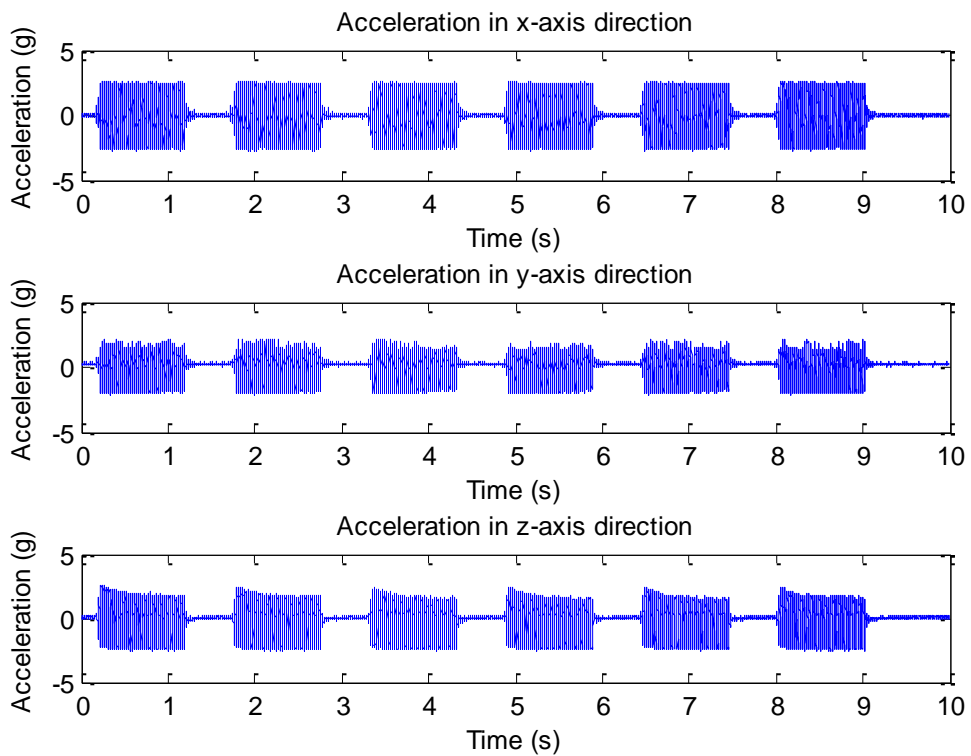 Acceleration in x-axis direction
Acceleration (g)
5
0
-5
0 1 2 3 4 5 6 7 8 9 10
Time (s)
Acceleration in y-axis direction
Acceleration (g)
5
0
-5
0 1 2 3 4 5 6 7 8 9 10
Time (s)
Acceleration in z-axis direction
Acceleration (g)
5
0
-5
0 1 2 3 4 5 6 7 8 9 10
Time (s)